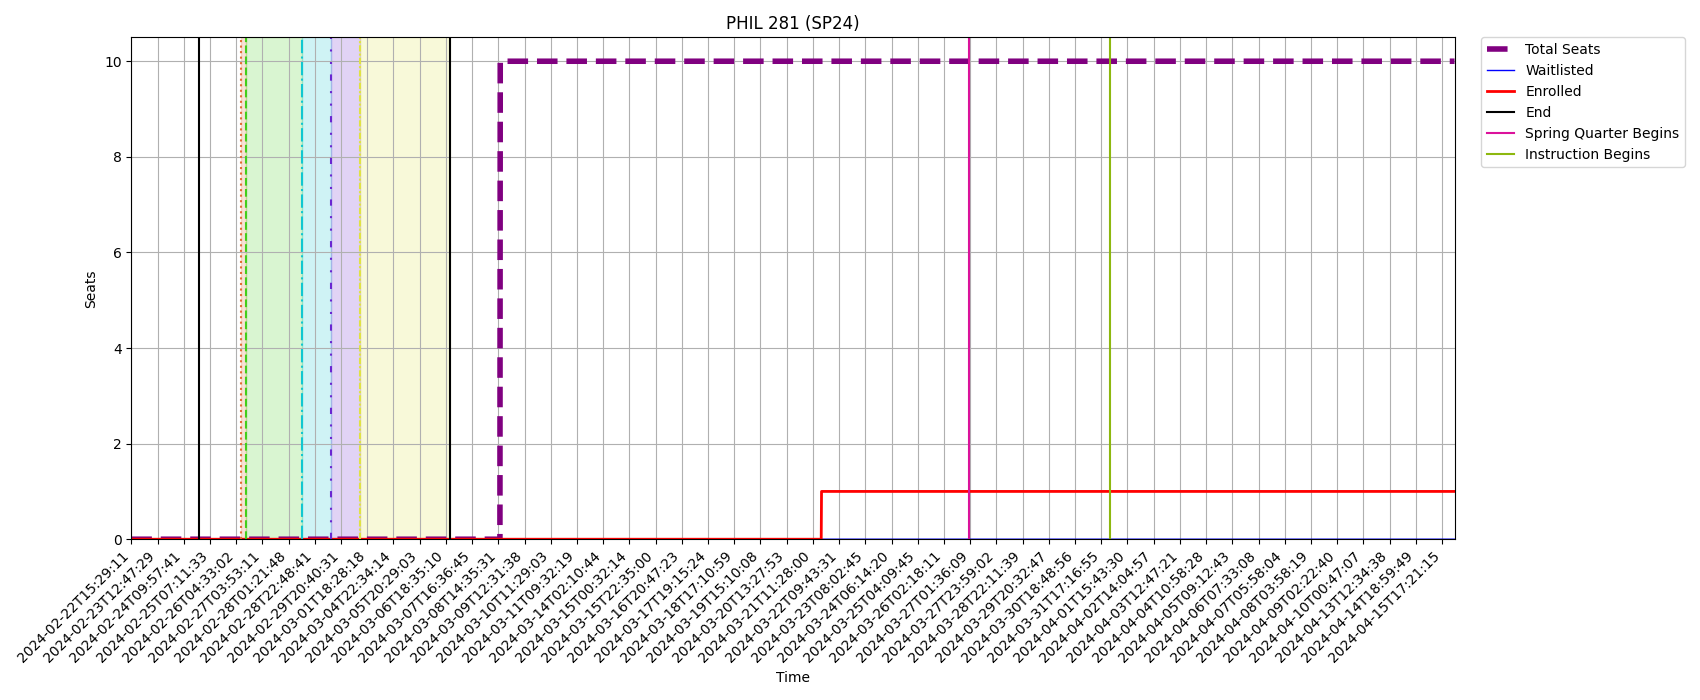 PHIL 281 (SP24)
Total Seats
Waitlisted
Enrolled
End
Spring Quarter Begins
Instruction Begins
10
8
6
4
2
0
Seats
2024-02-22T15:29:11
2024-02-23T12:47:29
2024-02-24T09:57:41
2024-02-25T07:11:33
2024-02-26T04:33:02
2024-02-27T03:53:11
2024-02-28T01:21:48
2024-02-28T22:48:41
2024-02-29T20:40:31
2024-03-01T18:28:18
2024-03-04T22:34:14
2024-03-05T20:29:03
2024-03-06T18:35:10
2024-03-07T16:36:45
2024-03-08T14:35:31
2024-03-09T12:31:38
2024-03-10T11:29:03
2024-03-11T09:32:19
2024-03-14T02:10:44
2024-03-15T00:32:14
2024-03-15T22:35:00
2024-03-16T20:47:23
2024-03-17T19:15:24
2024-03-18T17:10:59
2024-03-19T15:10:08
2024-03-20T13:27:53
2024-03-21T11:28:00
2024-03-22T09:43:31
2024-03-23T08:02:45
2024-03-24T06:14:20
2024-03-25T04:09:45
2024-03-26T02:18:11
2024-03-27T01:36:09
2024-03-27T23:59:02
2024-03-28T22:11:39
2024-03-29T20:32:47
2024-03-30T18:48:56
2024-03-31T17:16:55
2024-04-01T15:43:30
2024-04-02T14:04:57
2024-04-03T12:47:21
2024-04-04T10:58:28
2024-04-05T09:12:43
2024-04-06T07:33:08
2024-04-07T05:58:04
2024-04-08T03:58:19
2024-04-09T02:22:40
2024-04-10T00:47:07
2024-04-13T12:34:38
2024-04-14T18:59:49
2024-04-15T17:21:15
Time